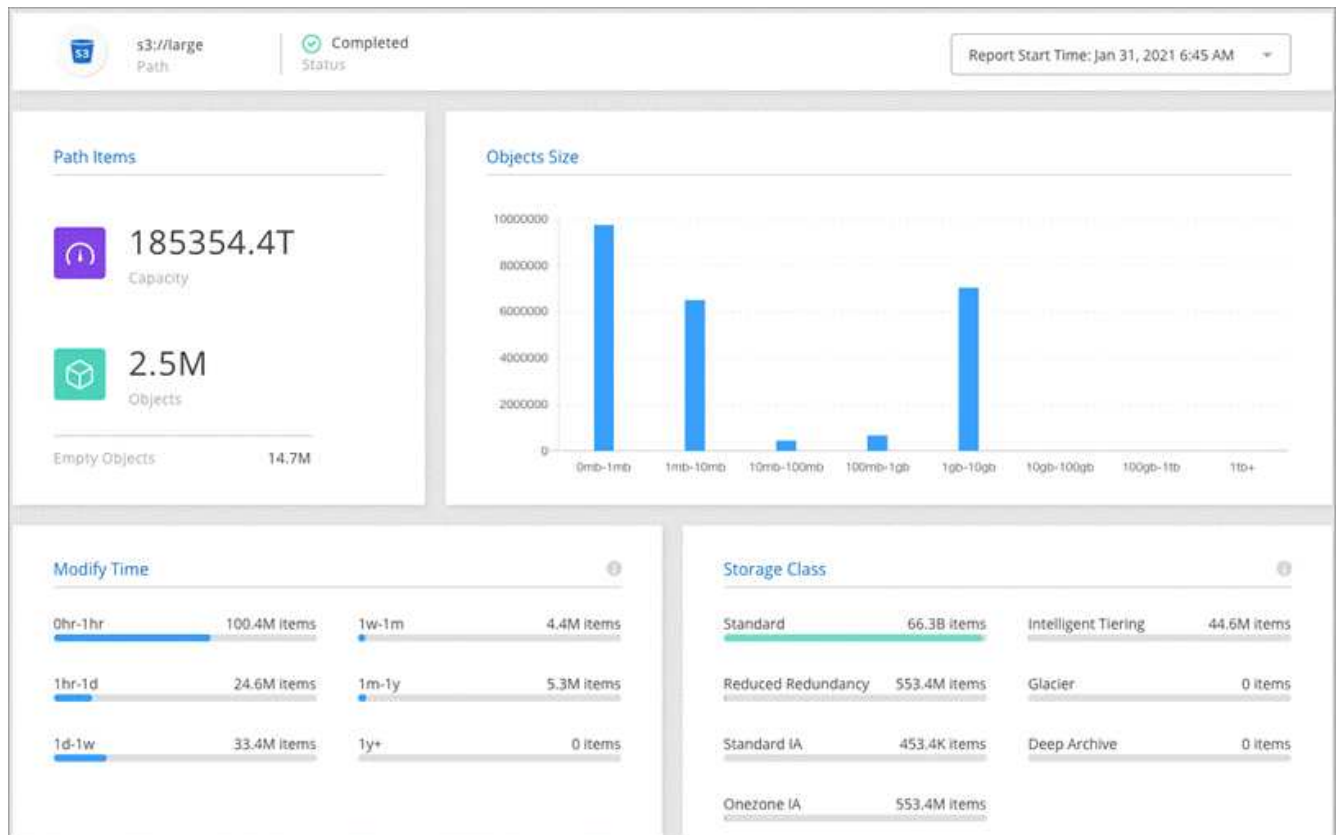 S3
s3://large
Path
Completed
Status
Report Start Time: Jan 31, 2021 6:45 AM
Path Items
185354.4T
Capacity
2.5M
Objects
Empty Objects 14.7M
Objects Size
10000000
8000000
6000000
4000000
2000000
0
0mb-1mb 1mb-10mb 10mb-100mb 100mb-1gb 1gb-10gb 10gb-100gb 100gb-1tb 1tb+
Modify Time
0hr-1hr 100.4M items 1w-1m 4.4M items
1hr-1d 24.6M items 1m-1y 5.3M items
1d-1w 33.4M items 1y+ 0 items
Storage Class
Standard 66.3B items Intelligent Tiering 44.6M items
Reduced Redundancy 553.4M items Glacier 0 items
Standard IA 453.4K items Deep Archive 0 items
Onezone IA 553.4M items